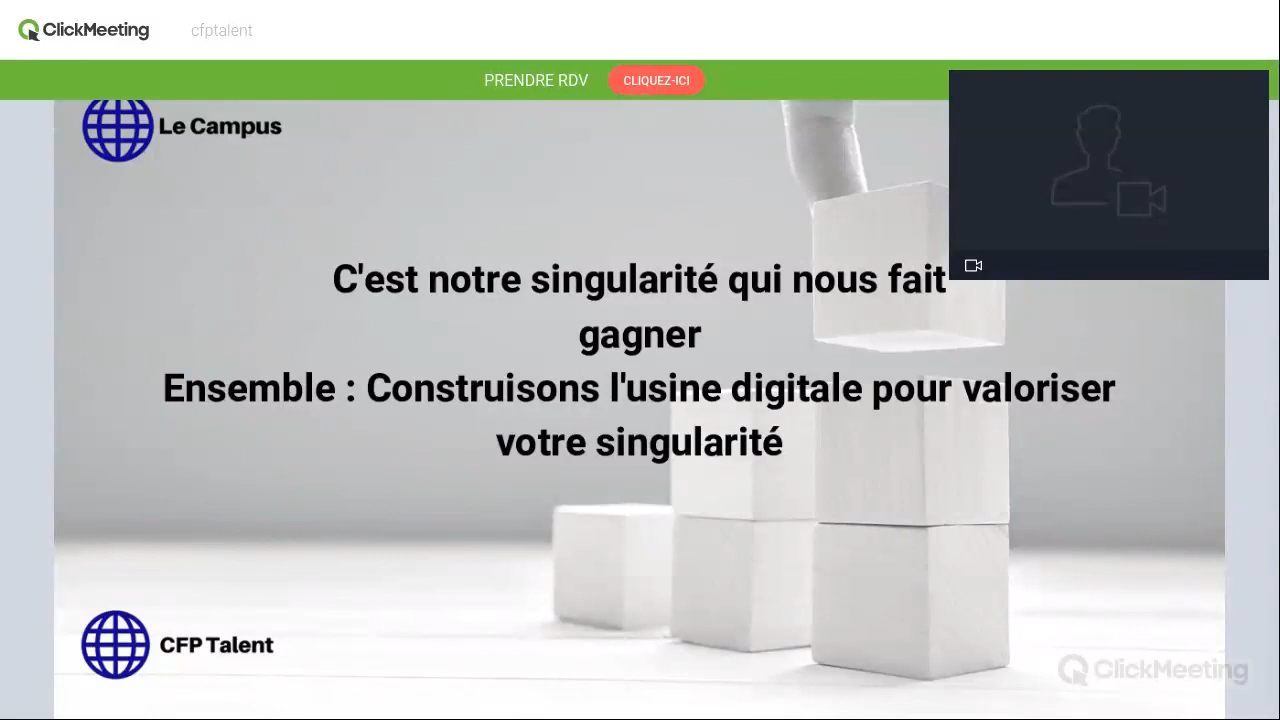 ClickMeeting cfptalent
PRENDRE RDV CLIQUEZ-ICI
Le Campus
C'est notre singularité qui nous fait
gagner
Ensemble : Construisons l'usine digitale pour valoriser
votre singularité
CFP Talent
ClickMeeting